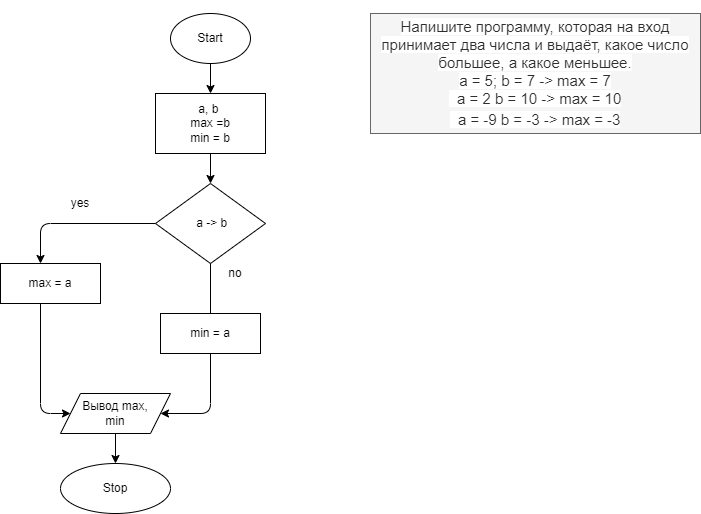 Start
a, b
max =b
min = b
a -> b
yes
no
max = a
min = a
Вывод max,
min
Stop
Напишите программу, которая на вход
принимает два числа и выдаёт, какое число
большее, а какое меньшее.
a = 5; b = 7 -> max = 7
a = 2 b = 10 -> max = 10
a = -9 b = -3 -> max = -3